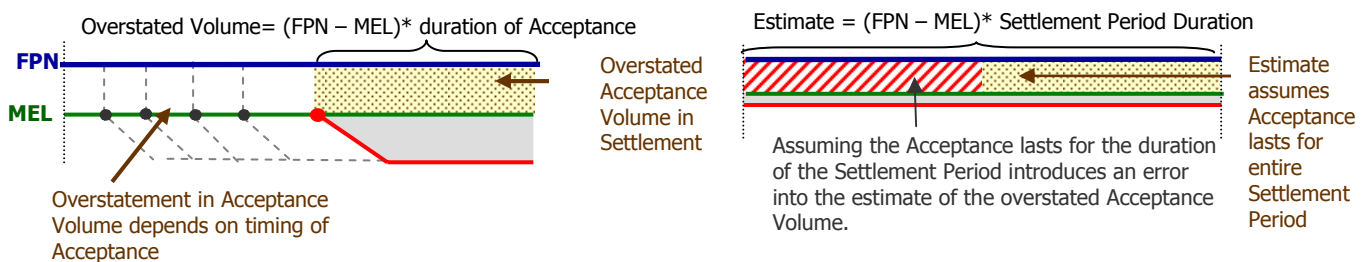 Overstated Volume= (FPN – MEL)* duration of Acceptance
FPN
MEL
Overstated
Acceptance
Volume in
Settlement
Overstatement in Acceptance
Volume depends on timing of
Acceptance
Estimate = (FPN – MEL)* Settlement Period Duration
Estimate
assumes
Acceptance
lasts for
entire
Settlement
Period
Assuming the Acceptance lasts for the duration
of the Settlement Period introduces an error
into the estimate of the overstated Acceptance
Volume.